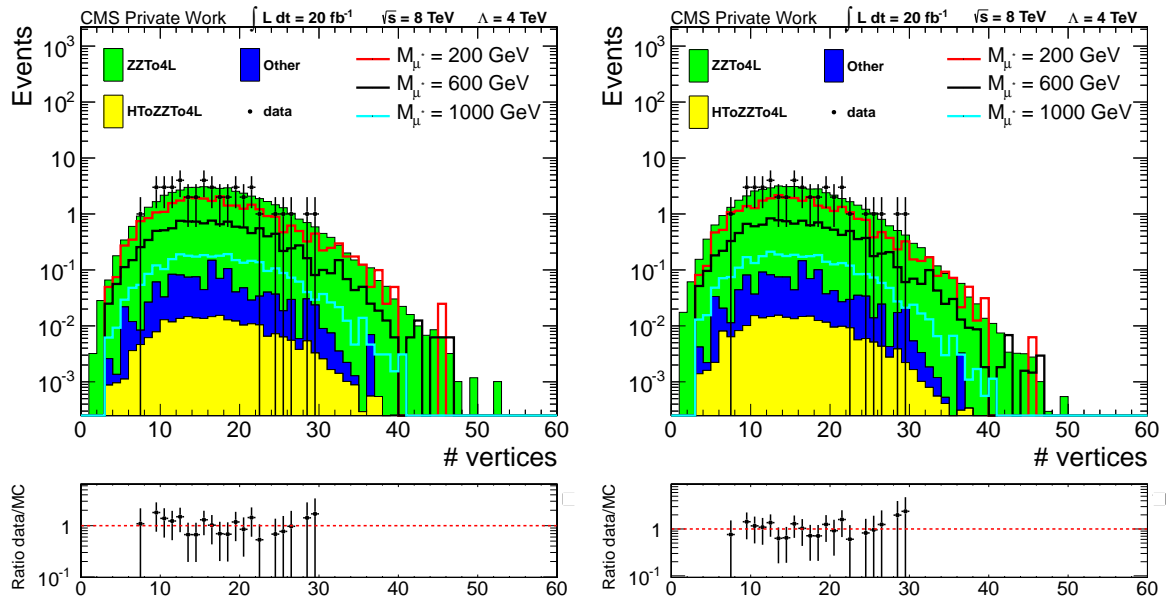 CMS Private Work ∫ L dt = 20 fb⁻¹ √s = 8 TeV Λ = 4 TeV
Events
10³
10²
10
1
10⁻¹
10⁻²
10⁻³
ZZTo4L
Other
HToZZTo4L
data
M_μ* = 200 GeV
M_μ* = 600 GeV
M_μ* = 1000 GeV
0 10 20 30 40 50 60
# vertices
Ratio data/MC
1
10⁻¹
0 10 20 30 40 50 60
CMS Private Work ∫ L dt = 20 fb⁻¹ √s = 8 TeV Λ = 4 TeV
Events
10³
10²
10
1
10⁻¹
10⁻²
10⁻³
ZZTo4L
Other
HToZZTo4L
data
M_μ* = 200 GeV
M_μ* = 600 GeV
M_μ* = 1000 GeV
0 10 20 30 40 50 60
# vertices
Ratio data/MC
1
10⁻¹
0 10 20 30 40 50 60